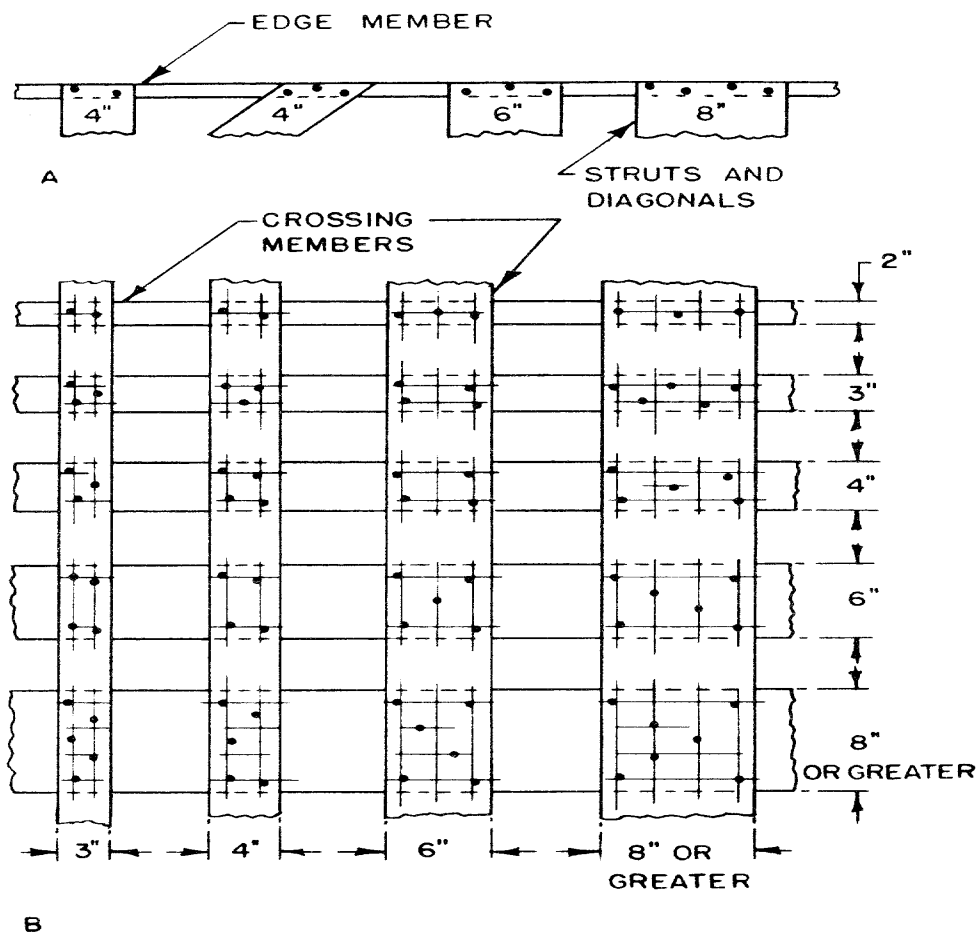 EDGE MEMBER
4"
4"
6"
8"
A
STRUTS AND
DIAGONALS
CROSSING
MEMBERS
2"
3"
4"
6"
8"
OR GREATER
3"
4"
6"
8" OR
GREATER
B